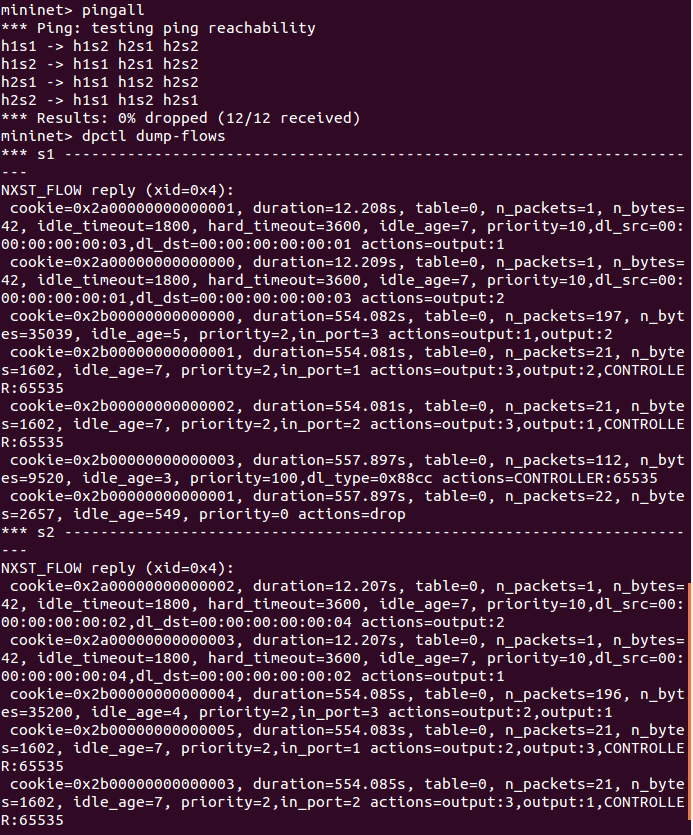 mininet> pingall
*** Ping: testing ping reachability
h1s1 -> h1s2 h2s1 h2s2
h1s2 -> h1s1 h2s1 h2s2
h2s1 -> h1s1 h1s2 h2s2
h2s2 -> h1s1 h1s2 h2s1
*** Results: 0% dropped (12/12 received)
mininet> dpctl dump-flows
*** s1 ---------------------------------------------------------------------
---
NXST_FLOW reply (xid=0x4):
 cookie=0x2a00000000000001, duration=12.208s, table=0, n_packets=1, n_bytes=
42, idle_timeout=1800, hard_timeout=3600, idle_age=7, priority=10,dl_src=00:
00:00:00:00:03,dl_dst=00:00:00:00:00:01 actions=output:1
 cookie=0x2a00000000000000, duration=12.209s, table=0, n_packets=1, n_bytes=
42, idle_timeout=1800, hard_timeout=3600, idle_age=7, priority=10,dl_src=00:
00:00:00:00:01,dl_dst=00:00:00:00:00:03 actions=output:2
 cookie=0x2b00000000000000, duration=554.082s, table=0, n_packets=197, n_byt
es=35039, idle_age=5, priority=2,in_port=3 actions=output:1,output:2
 cookie=0x2b00000000000001, duration=554.081s, table=0, n_packets=21, n_byte
s=1602, idle_age=7, priority=2,in_port=1 actions=output:3,output:2,CONTROLLE
R:65535
 cookie=0x2b00000000000002, duration=554.081s, table=0, n_packets=21, n_byte
s=1602, idle_age=7, priority=2,in_port=2 actions=output:3,output:1,CONTROLLE
R:65535
 cookie=0x2b00000000000003, duration=557.897s, table=0, n_packets=112, n_byt
es=9520, idle_age=3, priority=100,dl_type=0x88cc actions=CONTROLLER:65535
 cookie=0x2b00000000000001, duration=557.897s, table=0, n_packets=22, n_byte
s=2657, idle_age=549, priority=0 actions=drop
*** s2 ---------------------------------------------------------------------
---
NXST_FLOW reply (xid=0x4):
 cookie=0x2a00000000000002, duration=12.207s, table=0, n_packets=1, n_bytes=
42, idle_timeout=1800, hard_timeout=3600, idle_age=7, priority=10,dl_src=00:
00:00:00:00:02,dl_dst=00:00:00:00:00:04 actions=output:2
 cookie=0x2a00000000000003, duration=12.207s, table=0, n_packets=1, n_bytes=
42, idle_timeout=1800, hard_timeout=3600, idle_age=7, priority=10,dl_src=00:
00:00:00:00:04,dl_dst=00:00:00:00:00:02 actions=output:1
 cookie=0x2b00000000000004, duration=554.085s, table=0, n_packets=196, n_byt
es=35200, idle_age=4, priority=2,in_port=3 actions=output:2,output:1
 cookie=0x2b00000000000005, duration=554.083s, table=0, n_packets=21, n_byte
s=1602, idle_age=7, priority=2,in_port=1 actions=output:2,output:3,CONTROLLE
R:65535
 cookie=0x2b00000000000003, duration=554.085s, table=0, n_packets=21, n_byte
s=1602, idle_age=7, priority=2,in_port=2 actions=output:3,output:1,CONTROLLE
R:65535